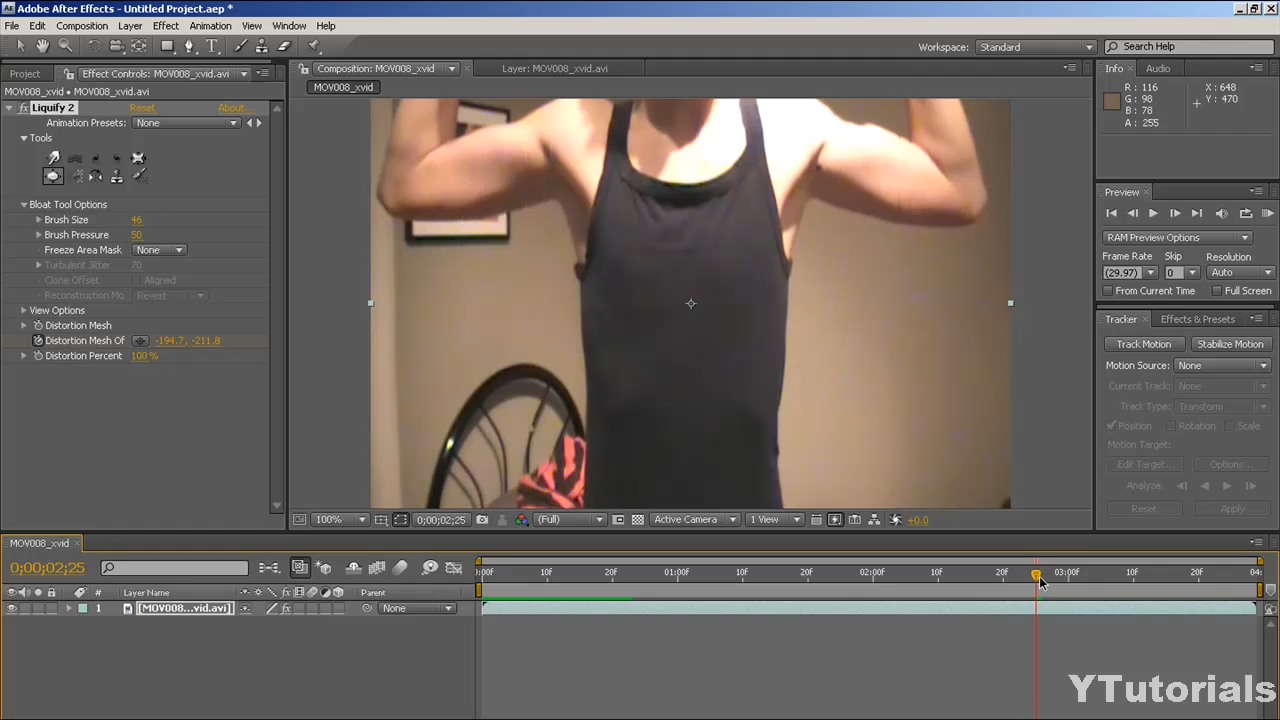 Adobe After Effects - Untitled Project.aep *
File Edit Composition Layer Effect Animation View Window Help
Workspace: Standard Search Help
Project Effect Controls: MOV008_xvid.avi Composition: MOV008_xvid Layer: MOV008_xvid.avi Info Audio
MOV008_xvid • MOV008_xvid.avi MOV008_xvid
R : 116 X : 648
G : 98 Y : 470
B : 78
A : 255
Liquify 2 Reset About...
Animation Presets: None
Tools
Bloat Tool Options
Brush Size 46
Brush Pressure 50
Freeze Area Mask None
Turbulent Jitter 70
Clone Offset Aligned
Reconstruction Mo Revert
View Options
Distortion Mesh
Distortion Mesh Of -194.7, -211.8
Distortion Percent 100 %
Preview
RAM Preview Options
Frame Rate Skip Resolution
(29.97) 0 Auto
From Current Time Full Screen
Tracker Effects & Presets
Track Motion Stabilize Motion
Motion Source: None
Current Track: None
Track Type: Transform
Position Rotation Scale
Motion Target:
Edit Target... Options...
Analyze:
Reset Apply
100% 0;00;02;25 (Full) Active Camera 1 View +0.0
MOV008_xvid
0;00;02;25
:00f 10f 20f 01:00f 10f 20f 02:00f 10f 20f 03:00f 10f 20f 04:
# Layer Name Parent
1 [MOV008...vid.avi] None
YTutorials